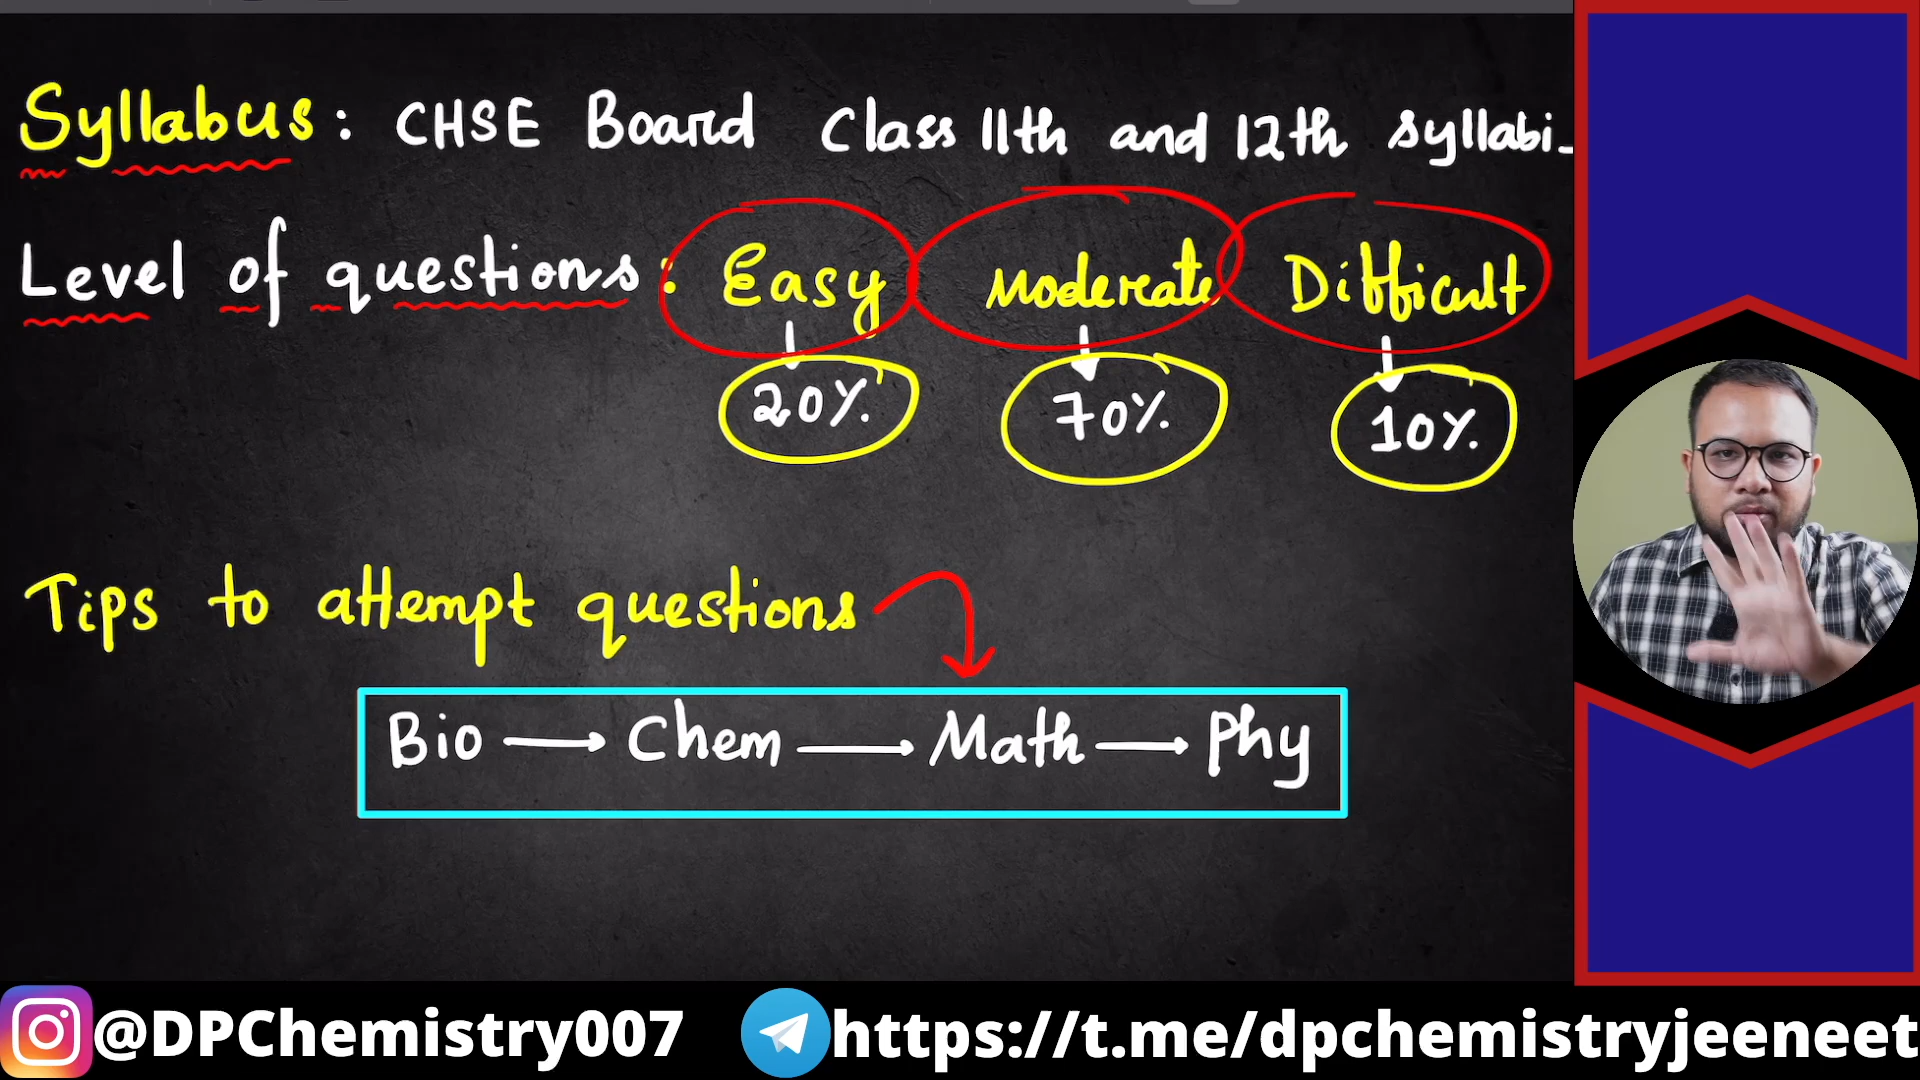 Syllabus : CHSE Board Class 11th and 12th syllabi
Level of questions : Easy Moderate Difficult
20% 70% 10%
Tips to attempt questions
Bio → Chem → Math → Phy
@DPChemistry007 https://t.me/dpchemistryjeeneet